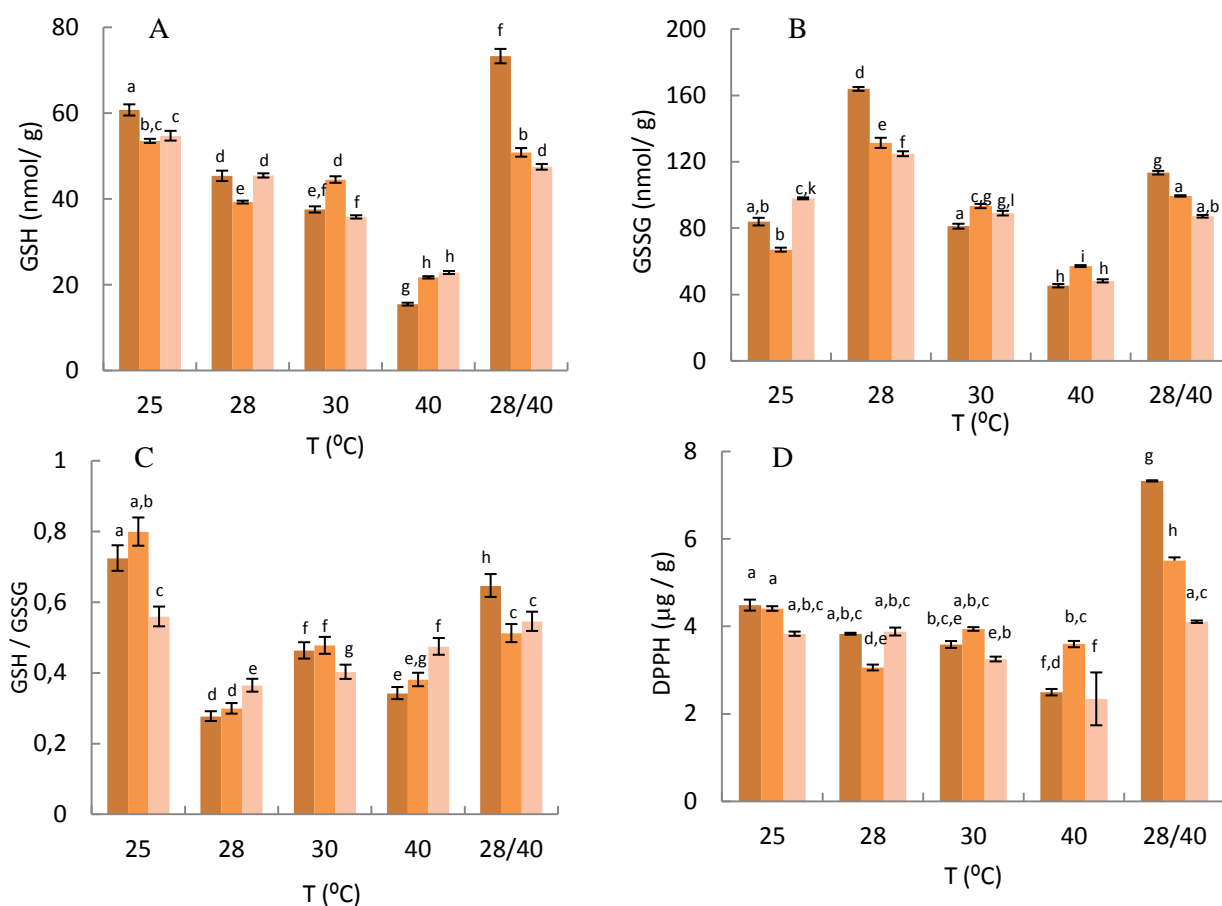 A
GSH (nmol/ g)
80
60
40
20
0
a
b,c
c
d
e
d
e,f
d
f
g
h
h
f
b
d
25 28 30 40 28/40
T (⁰C)
B
GSSG (nmol/ g)
200
160
120
80
40
0
a,b
b
c,k
d
e
f
a
c,g
g,l
h
i
h
g
a
a,b
25 28 30 40 28/40
T (⁰C)
C
GSH / GSSG
1
0,8
0,6
0,4
0,2
0
a
a,b
c
d
d
e
f
f
g
e
e,g
f
h
c
c
25 28 30 40 28/40
T (⁰C)
D
DPPH (µg / g)
8
6
4
2
0
a
a
a,b,c
a,b,c
d,e
a,b,c
b,c,e
a,b,c
e,b
f,d
b,c
f
g
h
a,c
25 28 30 40 28/40
T (⁰C)